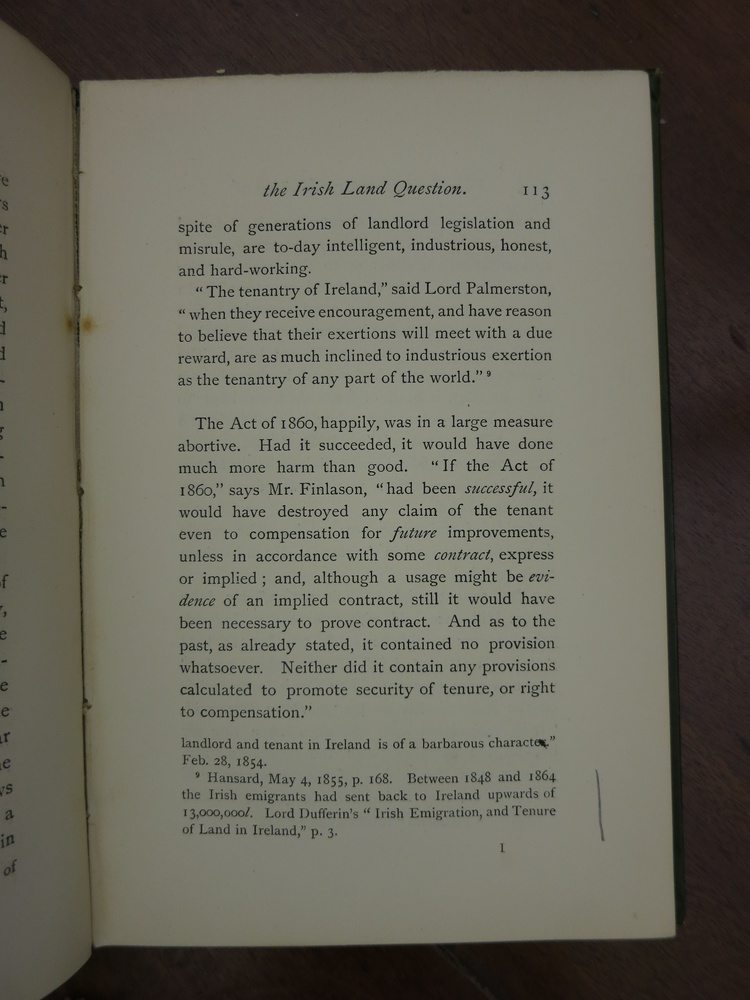 the Irish Land Question. 113
spite of generations of landlord legislation and
misrule, are to-day intelligent, industrious, honest,
and hard-working.
“ The tenantry of Ireland,” said Lord Palmerston,
“ when they receive encouragement, and have reason
to believe that their exertions will meet with a due
reward, are as much inclined to industrious exertion
as the tenantry of any part of the world.” ⁹
The Act of 1860, happily, was in a large measure
abortive. Had it succeeded, it would have done
much more harm than good. “ If the Act of
1860,” says Mr. Finlason, “ had been successful, it
would have destroyed any claim of the tenant
even to compensation for future improvements,
unless in accordance with some contract, express
or implied ; and, although a usage might be evi-
dence of an implied contract, still it would have
been necessary to prove contract. And as to the
past, as already stated, it contained no provision
whatsoever. Neither did it contain any provisions
calculated to promote security of tenure, or right
to compensation.”
landlord and tenant in Ireland is of a barbarous character.”
Feb. 28, 1854.
⁹ Hansard, May 4, 1855, p. 168. Between 1848 and 1864
the Irish emigrants had sent back to Ireland upwards of
13,000,000l. Lord Dufferin’s “ Irish Emigration, and Tenure
of Land in Ireland,” p. 3.
I